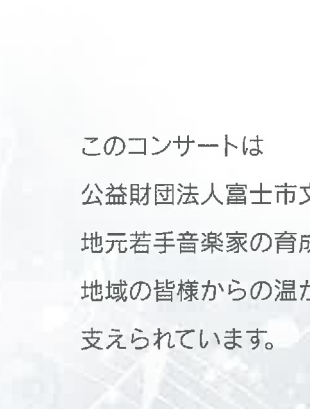 このコンサートは
公益財団法人富士市文
地元若手音楽家の育成
地域の皆様からの温か
支えられています。